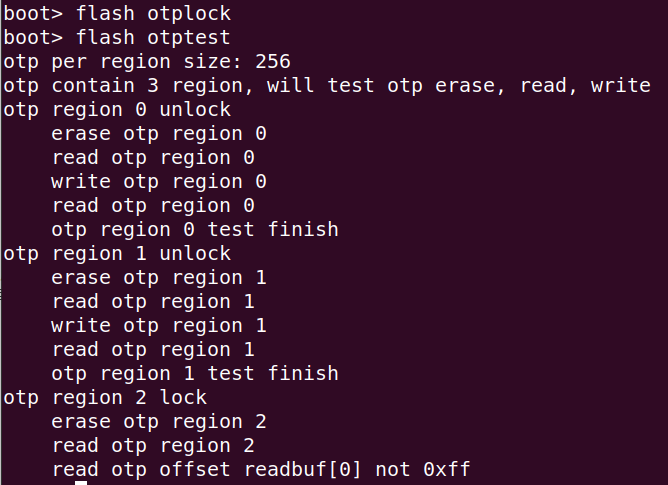 boot> flash otplock
boot> flash otptest
otp per region size: 256
otp contain 3 region, will test otp erase, read, write
otp region 0 unlock
    erase otp region 0
    read otp region 0
    write otp region 0
    read otp region 0
    otp region 0 test finish
otp region 1 unlock
    erase otp region 1
    read otp region 1
    write otp region 1
    read otp region 1
    otp region 1 test finish
otp region 2 lock
    erase otp region 2
    read otp region 2
    read otp offset readbuf[0] not 0xff